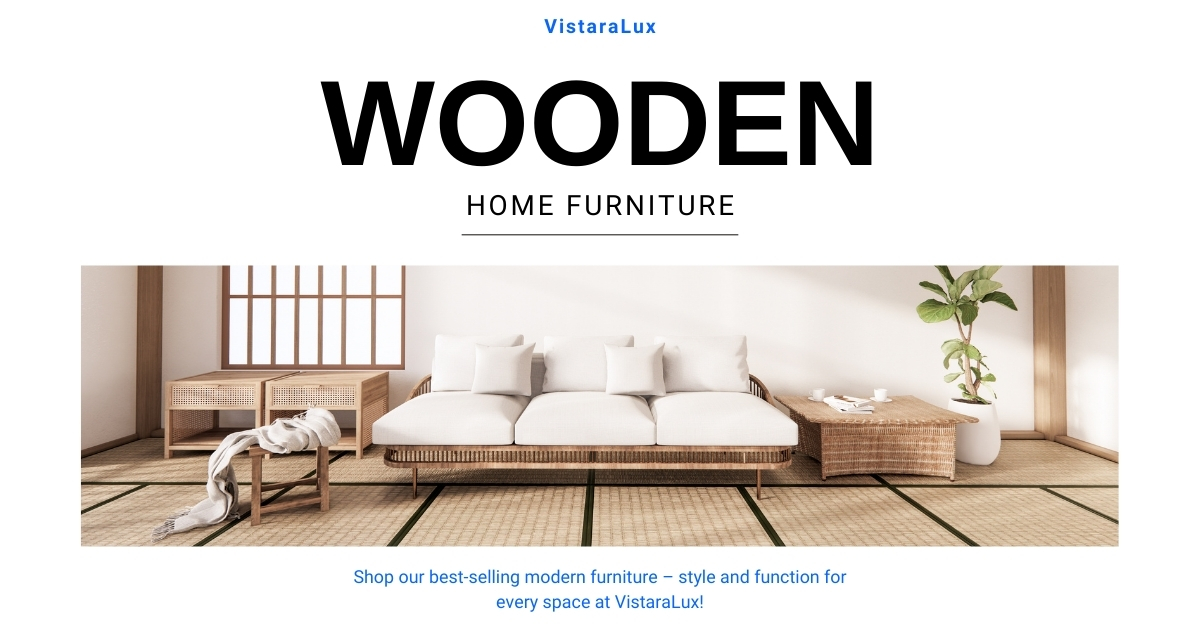 VistaraLux
WOODEN
HOME FURNITURE
Shop our best-selling modern furniture – style and function for
every space at VistaraLux!